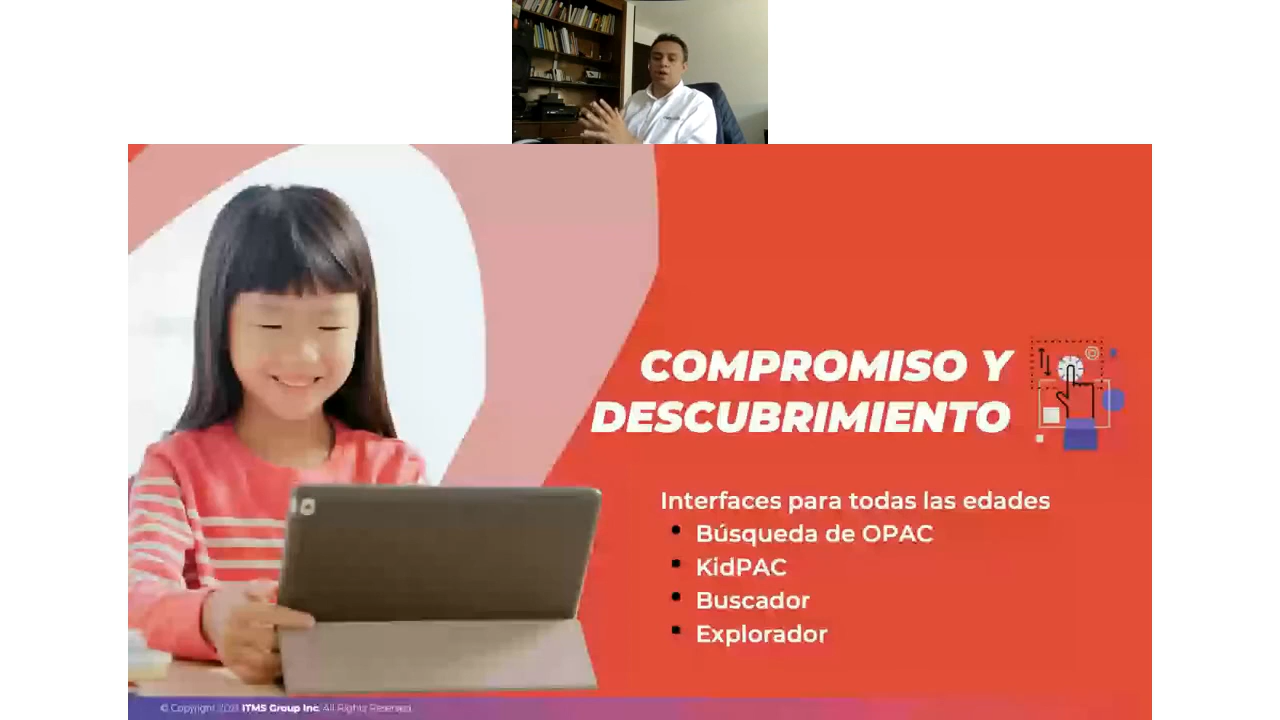 COMPROMISO Y
DESCUBRIMIENTO
Interfaces para todas las edades
• Búsqueda de OPAC
• KidPAC
• Buscador
• Explorador
© Copyright ITMS Group Inc. All Rights Reserved.